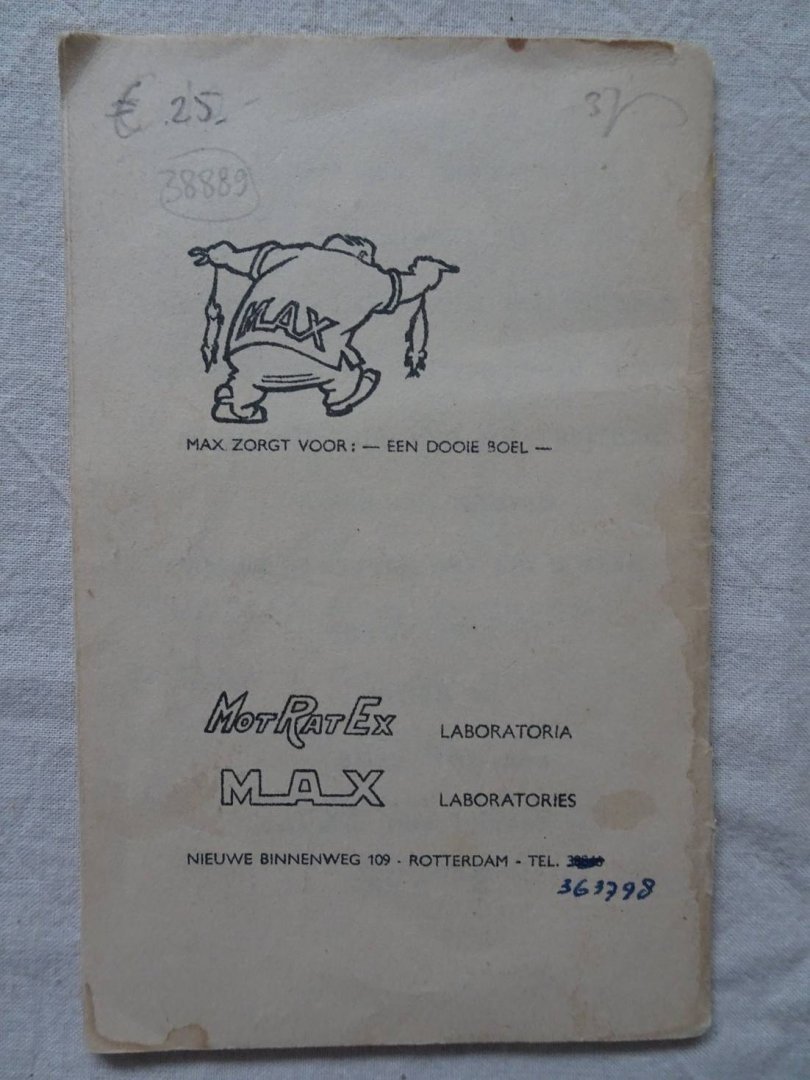 € 25.-
37,-
38889
MAX
MAX ZORGT VOOR: — EEN DOOIE BOEL —
MOTRATEX LABORATORIA
MAX LABORATORIES
NIEUWE BINNENWEG 109 - ROTTERDAM - TEL.
363798